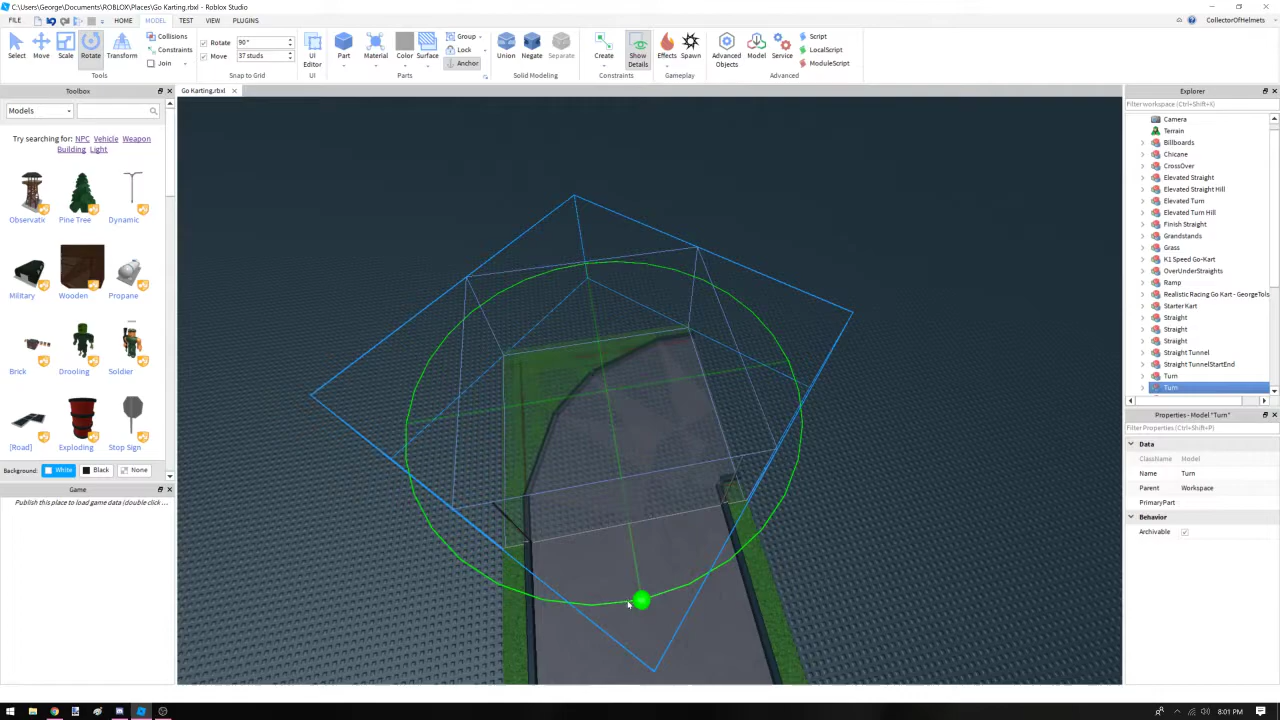 C:\Users\George\Documents\ROBLOX\Places\Go Karting.rbxl - Roblox Studio
FILE HOME MODEL TEST VIEW PLUGINS CollectorOfHelmets
Select Move Scale Rotate Transform
Collisions
Constraints
Join
Tools
Rotate 90°
Move 37 studs
Snap to Grid
UI
Editor
UI
Part Material Color Surface
Group
Lock
Anchor
Parts
Union Negate Separate
Solid Modeling
Create Show
Details
Constraints
Effects Spawn
Gameplay
Advanced
Objects
Model Service
Script
LocalScript
ModuleScript
Advanced
Toolbox
Models
Try searching for: NPC Vehicle Weapon
Building Light
Observatic Pine Tree Dynamic
Military Wooden Propane
Brick Drooling Soldier
[Road] Exploding Stop Sign
Background: White Black None
Game
Publish this place to load game data (double click ...
Go Karting.rbxl
Explorer
Filter workspace (Ctrl+Shift+X)
Camera
Terrain
Billboards
Chicane
CrossOver
Elevated Straight
Elevated Straight Hill
Elevated Turn
Elevated Turn Hill
Finish Straight
Grandstands
Grass
K1 Speed Go-Kart
OverUnderStraights
Ramp
Realistic Racing Go Kart - GeorgeTols
Starter Kart
Straight
Straight
Straight
Straight Tunnel
Straight TunnelStartEnd
Turn
Turn
Properties - Model "Turn"
Filter Properties (Ctrl+Shift+P)
Data
ClassName Model
Name Turn
Parent Workspace
PrimaryPart
Behavior
Archivable
8:01 PM